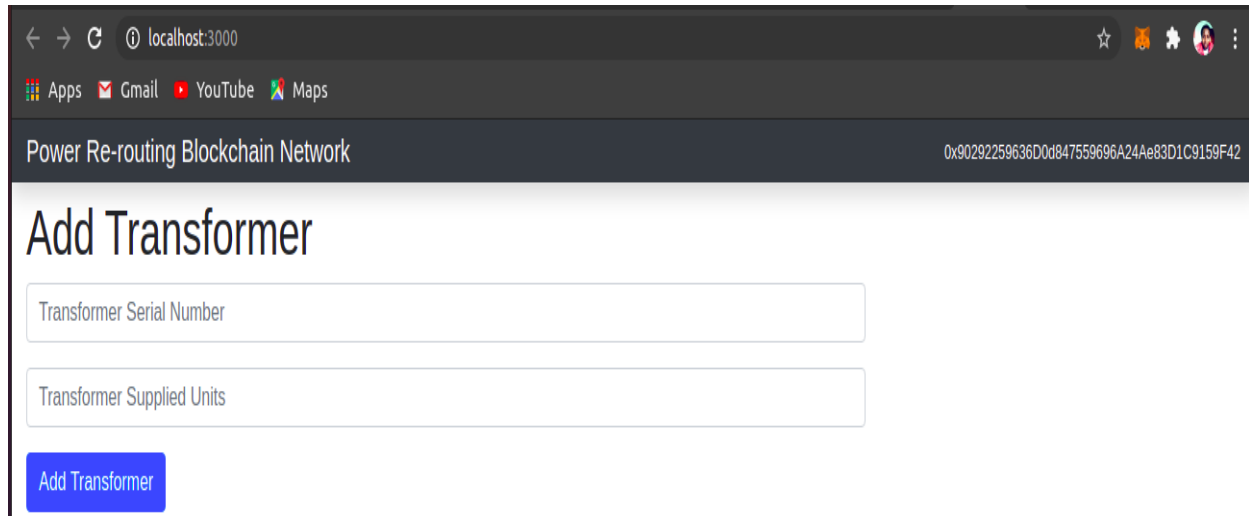 localhost:3000
Apps Gmail YouTube Maps
Power Re-routing Blockchain Network 0x90292259636D0d847559696A24Ae83D1C9159F42
Add Transformer
Transformer Serial Number
Transformer Supplied Units
Add Transformer